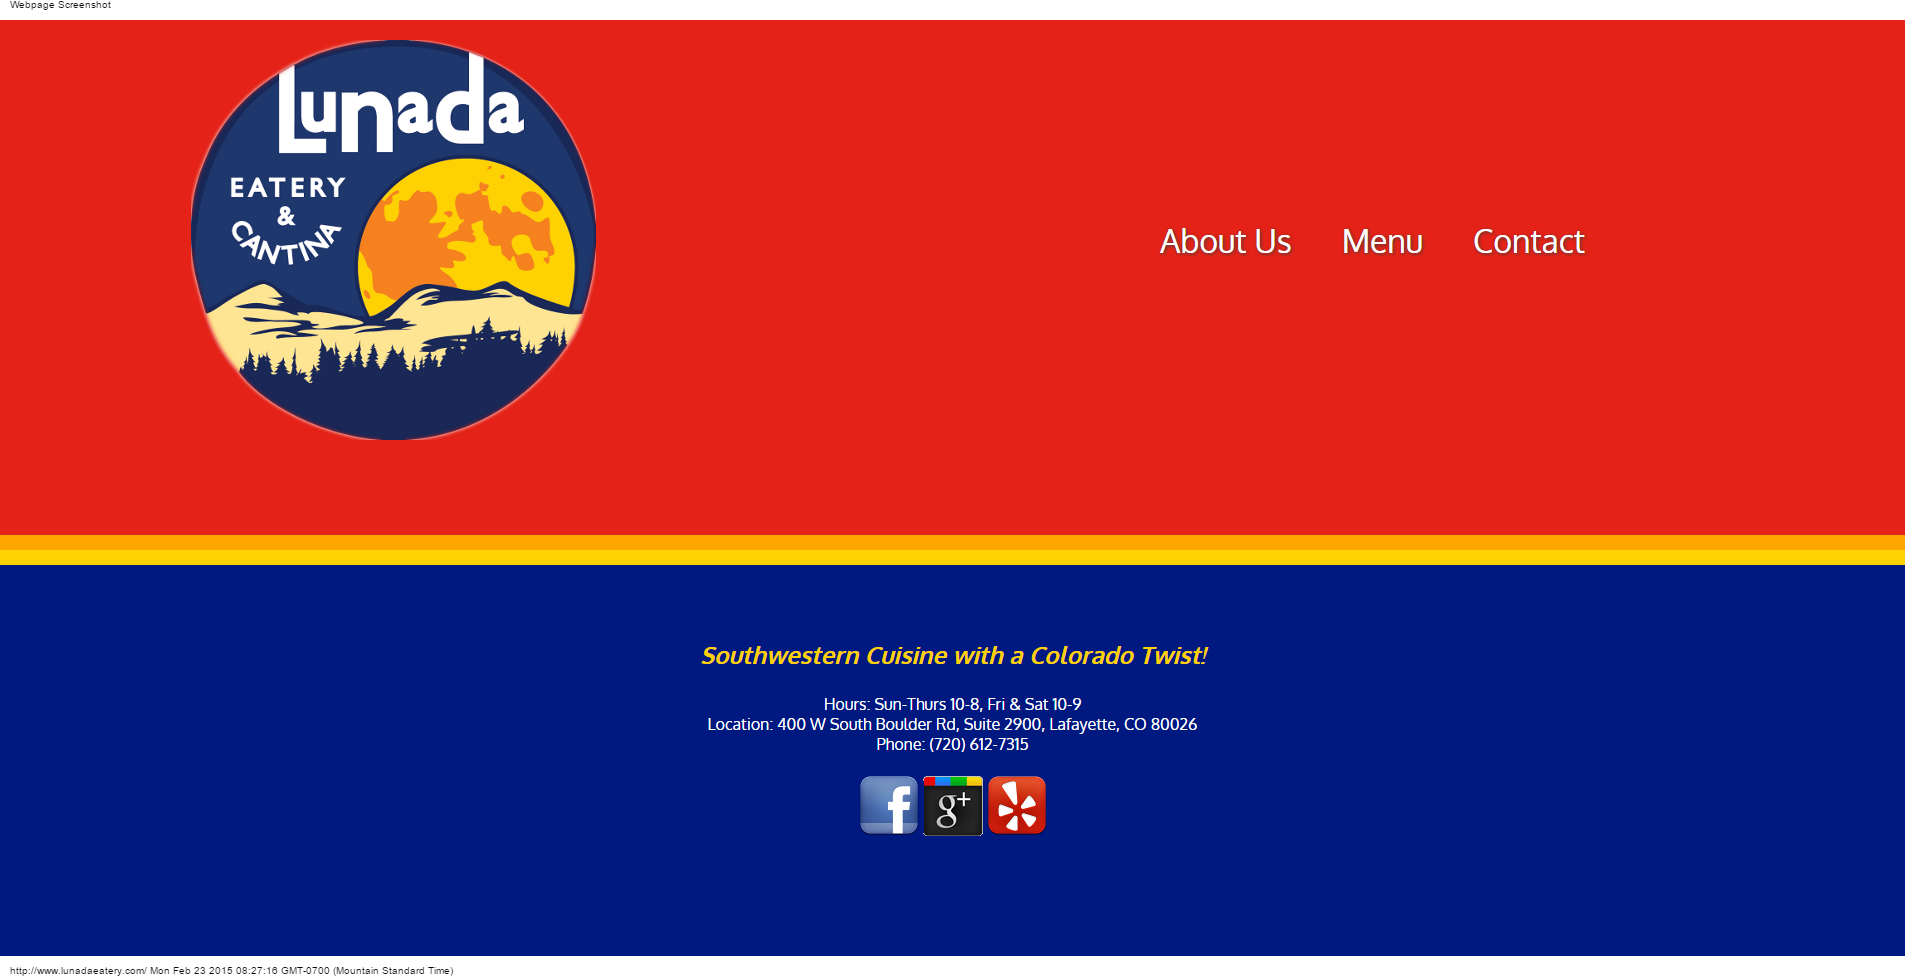 Webpage Screenshot
Lunada
EATERY
&
CANTINA
About Us Menu Contact
Southwestern Cuisine with a Colorado Twist!
Hours: Sun-Thurs 10-8, Fri & Sat 10-9
Location: 400 W South Boulder Rd, Suite 2900, Lafayette, CO 80026
Phone: (720) 612-7315
f g+
http://www.lunadaeatery.com/ Mon Feb 23 2015 08:27:16 GMT-0700 (Mountain Standard Time)